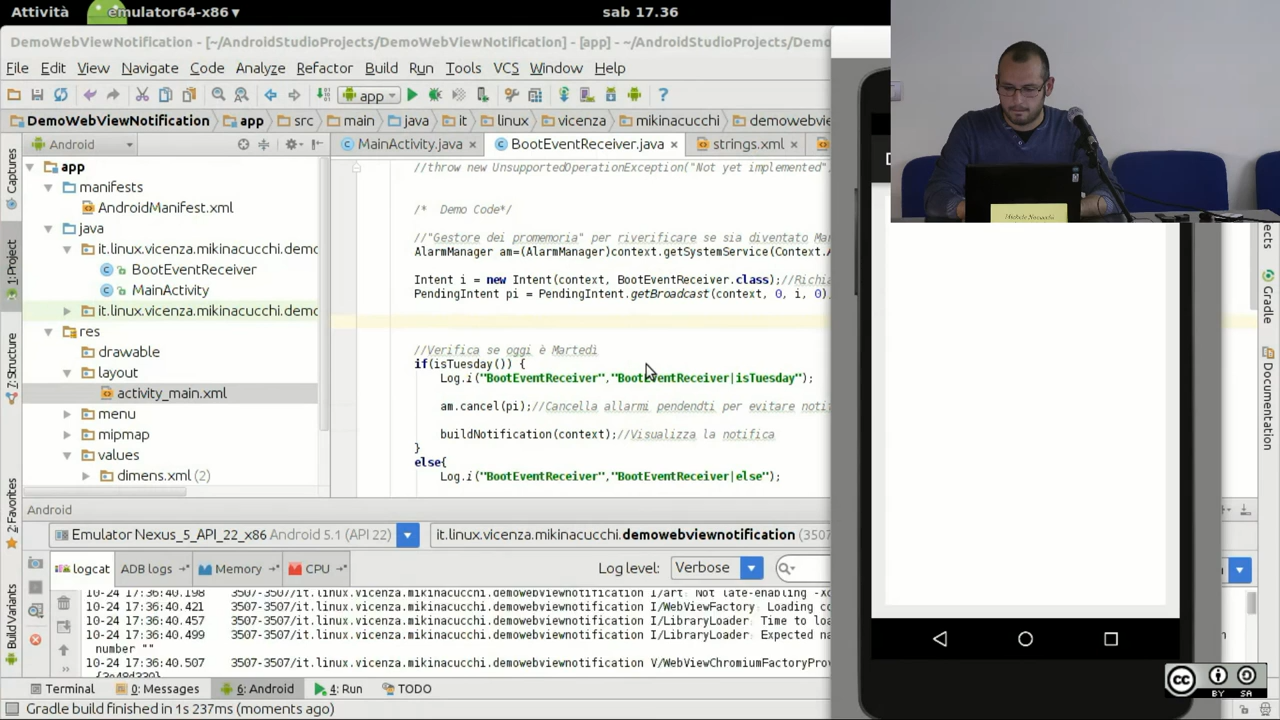 Attività
emulator64-x86
sab 17.36
DemoWebViewNotification - [~/AndroidStudioProjects/DemoWebViewNotification] - [app] - ~/AndroidStudioProjects/Demo
File Edit View Navigate Code Analyze Refactor Build Run Tools VCS Window Help
app
DemoWebViewNotification app src main java it linux vicenza mikinacucchi demowebvie
Android
MainActivity.java BootEventReceiver.java strings.xml
app
manifests
AndroidManifest.xml
java
it.linux.vicenza.mikinacucchi.demo
BootEventReceiver
MainActivity
it.linux.vicenza.mikinacucchi.demo
res
drawable
layout
activity_main.xml
menu
mipmap
values
dimens.xml (2)
//throw new UnsupportedOperationException("Not yet implemented"
/* Demo Code*/
//"Gestore dei promemoria" per riverificare se sia diventato Ma
AlarmManager am=(AlarmManager)context.getSystemService(Context.A
Intent i = new Intent(context, BootEventReceiver.class);//Richi
PendingIntent pi = PendingIntent.getBroadcast(context, 0, i, 0)
//Verifica se oggi è Martedì
if(isTuesday()) {
Log.i("BootEventReceiver","BootEventReceiver|isTuesday");
am.cancel(pi);//Cancella allarmi pendendti per evitare noti
buildNotification(context);//Visualizza la notifica
}
else{
Log.i("BootEventReceiver","BootEventReceiver|else");
Captures
1: Project
7: Structure
2: Favorites
Build Variants
Gradle
Documentation
Android
Emulator Nexus_5_API_22_x86 Android 5.1 (API 22)
it.linux.vicenza.mikinacucchi.demowebviewnotification (3507
logcat ADB logs Memory CPU
Log level: Verbose
10-24 17:36:40.198 3507-3507/it.linux.vicenza.mikinacucchi.demowebviewnotification I/art: Not late-enabling -Xc
10-24 17:36:40.421 3507-3507/it.linux.vicenza.mikinacucchi.demowebviewnotification I/WebViewFactory: Loading co
10-24 17:36:40.457 3507-3507/it.linux.vicenza.mikinacucchi.demowebviewnotification I/LibraryLoader: Time to loa
10-24 17:36:40.499 3507-3507/it.linux.vicenza.mikinacucchi.demowebviewnotification I/LibraryLoader: Expected na
number ""
10-24 17:36:40.507 3507-3507/it.linux.vicenza.mikinacucchi.demowebviewnotification V/WebViewChromiumFactoryPro
Terminal 0: Messages 6: Android 4: Run TODO
Gradle build finished in 1s 237ms (moments ago)
cc BY SA